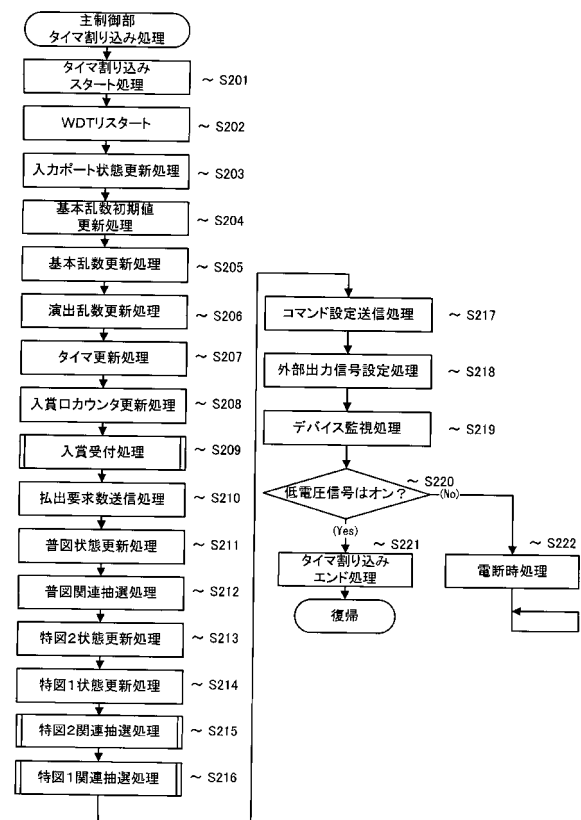 主制御部
タイマ割り込み処理
タイマ割り込み
スタート処理
～ S201
WDTリスタート
～ S202
入力ポート状態更新処理
～ S203
基本乱数初期値
更新処理
～ S204
基本乱数更新処理
～ S205
演出乱数更新処理
～ S206
タイマ更新処理
～ S207
入賞口カウンタ更新処理
～ S208
入賞受付処理
～ S209
払出要求数送信処理
～ S210
普図状態更新処理
～ S211
普図関連抽選処理
～ S212
特図2状態更新処理
～ S213
特図1状態更新処理
～ S214
特図2関連抽選処理
～ S215
特図1関連抽選処理
～ S216
コマンド設定送信処理
～ S217
外部出力信号設定処理
～ S218
デバイス監視処理
～ S219
低電圧信号はオン？
～ S220
(No)
(Yes)
タイマ割り込み
エンド処理
～ S221
復帰
電断時処理
～ S222